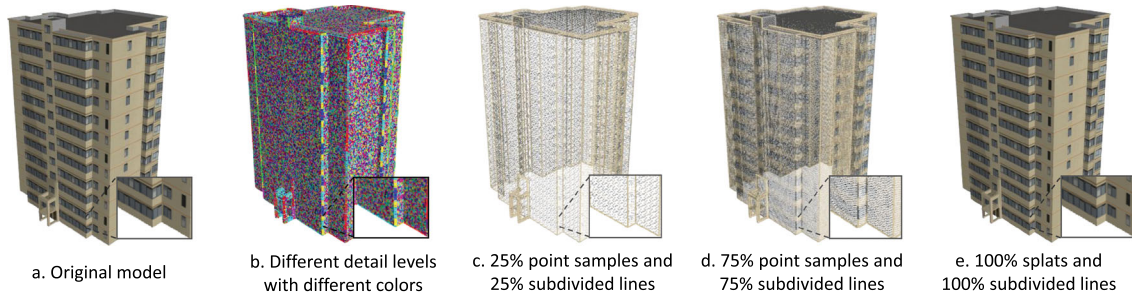 a. Original model
b. Different detail levels
with different colors
c. 25% point samples and
25% subdivided lines
d. 75% point samples and
75% subdivided lines
e. 100% splats and
100% subdivided lines